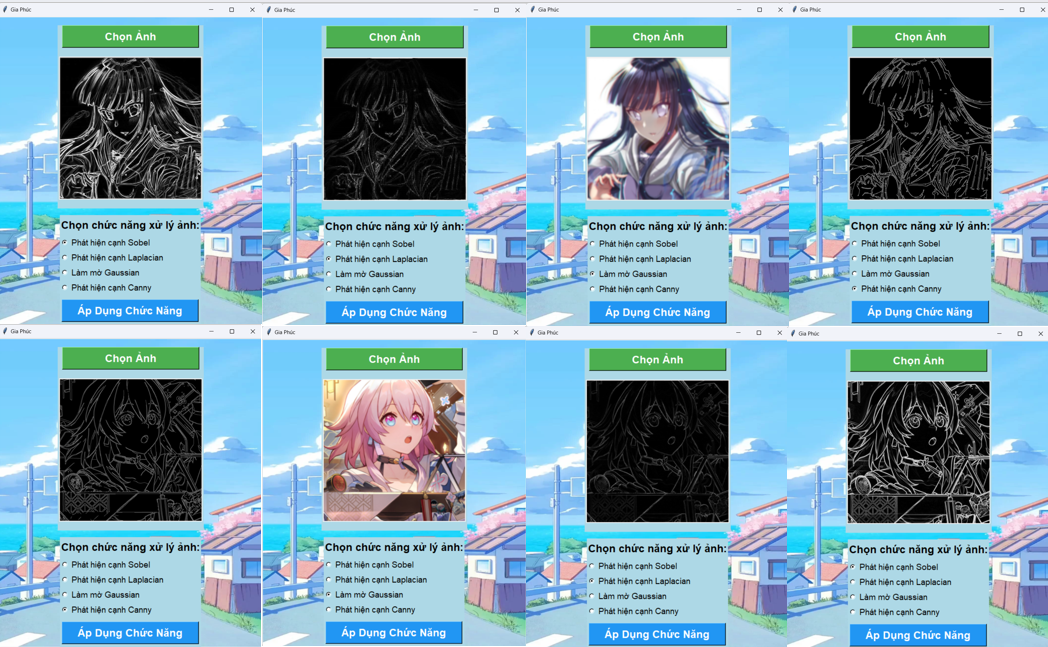 Gia Phúc
Chọn Ảnh
Chọn chức năng xử lý ảnh:
Phát hiện cạnh Sobel
Phát hiện cạnh Laplacian
Làm mờ Gaussian
Phát hiện cạnh Canny
Áp Dụng Chức Năng
Gia Phúc
Chọn Ảnh
Chọn chức năng xử lý ảnh:
Phát hiện cạnh Sobel
Phát hiện cạnh Laplacian
Làm mờ Gaussian
Phát hiện cạnh Canny
Áp Dụng Chức Năng
Gia Phúc
Chọn Ảnh
Chọn chức năng xử lý ảnh:
Phát hiện cạnh Sobel
Phát hiện cạnh Laplacian
Làm mờ Gaussian
Phát hiện cạnh Canny
Áp Dụng Chức Năng
Gia Phúc
Chọn Ảnh
Chọn chức năng xử lý ảnh:
Phát hiện cạnh Sobel
Phát hiện cạnh Laplacian
Làm mờ Gaussian
Phát hiện cạnh Canny
Áp Dụng Chức Năng
Gia Phúc
Chọn Ảnh
Chọn chức năng xử lý ảnh:
Phát hiện cạnh Sobel
Phát hiện cạnh Laplacian
Làm mờ Gaussian
Phát hiện cạnh Canny
Áp Dụng Chức Năng
Gia Phúc
Chọn Ảnh
Chọn chức năng xử lý ảnh:
Phát hiện cạnh Sobel
Phát hiện cạnh Laplacian
Làm mờ Gaussian
Phát hiện cạnh Canny
Áp Dụng Chức Năng
Gia Phúc
Chọn Ảnh
Chọn chức năng xử lý ảnh:
Phát hiện cạnh Sobel
Phát hiện cạnh Laplacian
Làm mờ Gaussian
Phát hiện cạnh Canny
Áp Dụng Chức Năng
Gia Phúc
Chọn Ảnh
Chọn chức năng xử lý ảnh:
Phát hiện cạnh Sobel
Phát hiện cạnh Laplacian
Làm mờ Gaussian
Phát hiện cạnh Canny
Áp Dụng Chức Năng